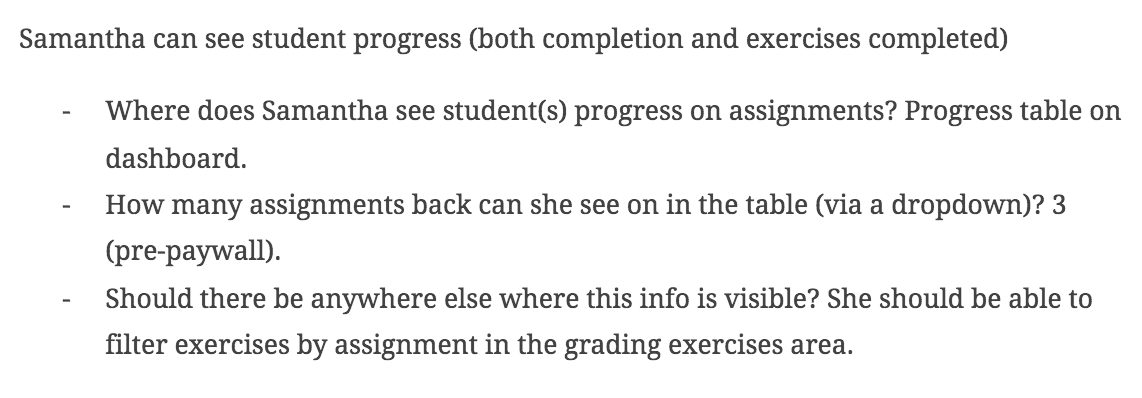 Samantha can see student progress (both completion and exercises completed)
- Where does Samantha see student(s) progress on assignments? Progress table on
dashboard.
- How many assignments back can she see on in the table (via a dropdown)? 3
(pre-paywall).
- Should there be anywhere else where this info is visible? She should be able to
filter exercises by assignment in the grading exercises area.